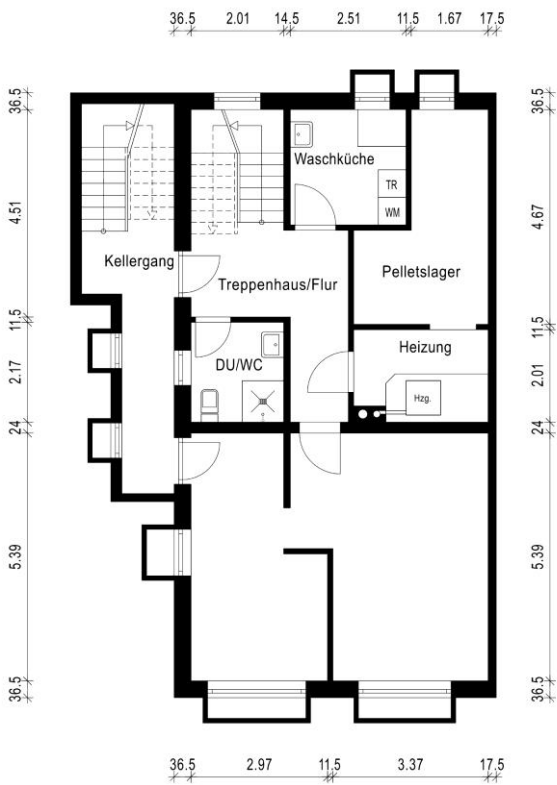 36.5 2.01 14.5 2.51 11.5 1.67 17.5
36.5
36.5
Waschküche
TR
WM
4.51
4.67
Kellergang
Treppenhaus/Flur
Pelletslager
11.5
11.5
Heizung
DU/WC
2.17
2.01
Hzg.
24
24
5.39
5.39
36.5
36.5
36.5 2.97 11.5 3.37 17.5